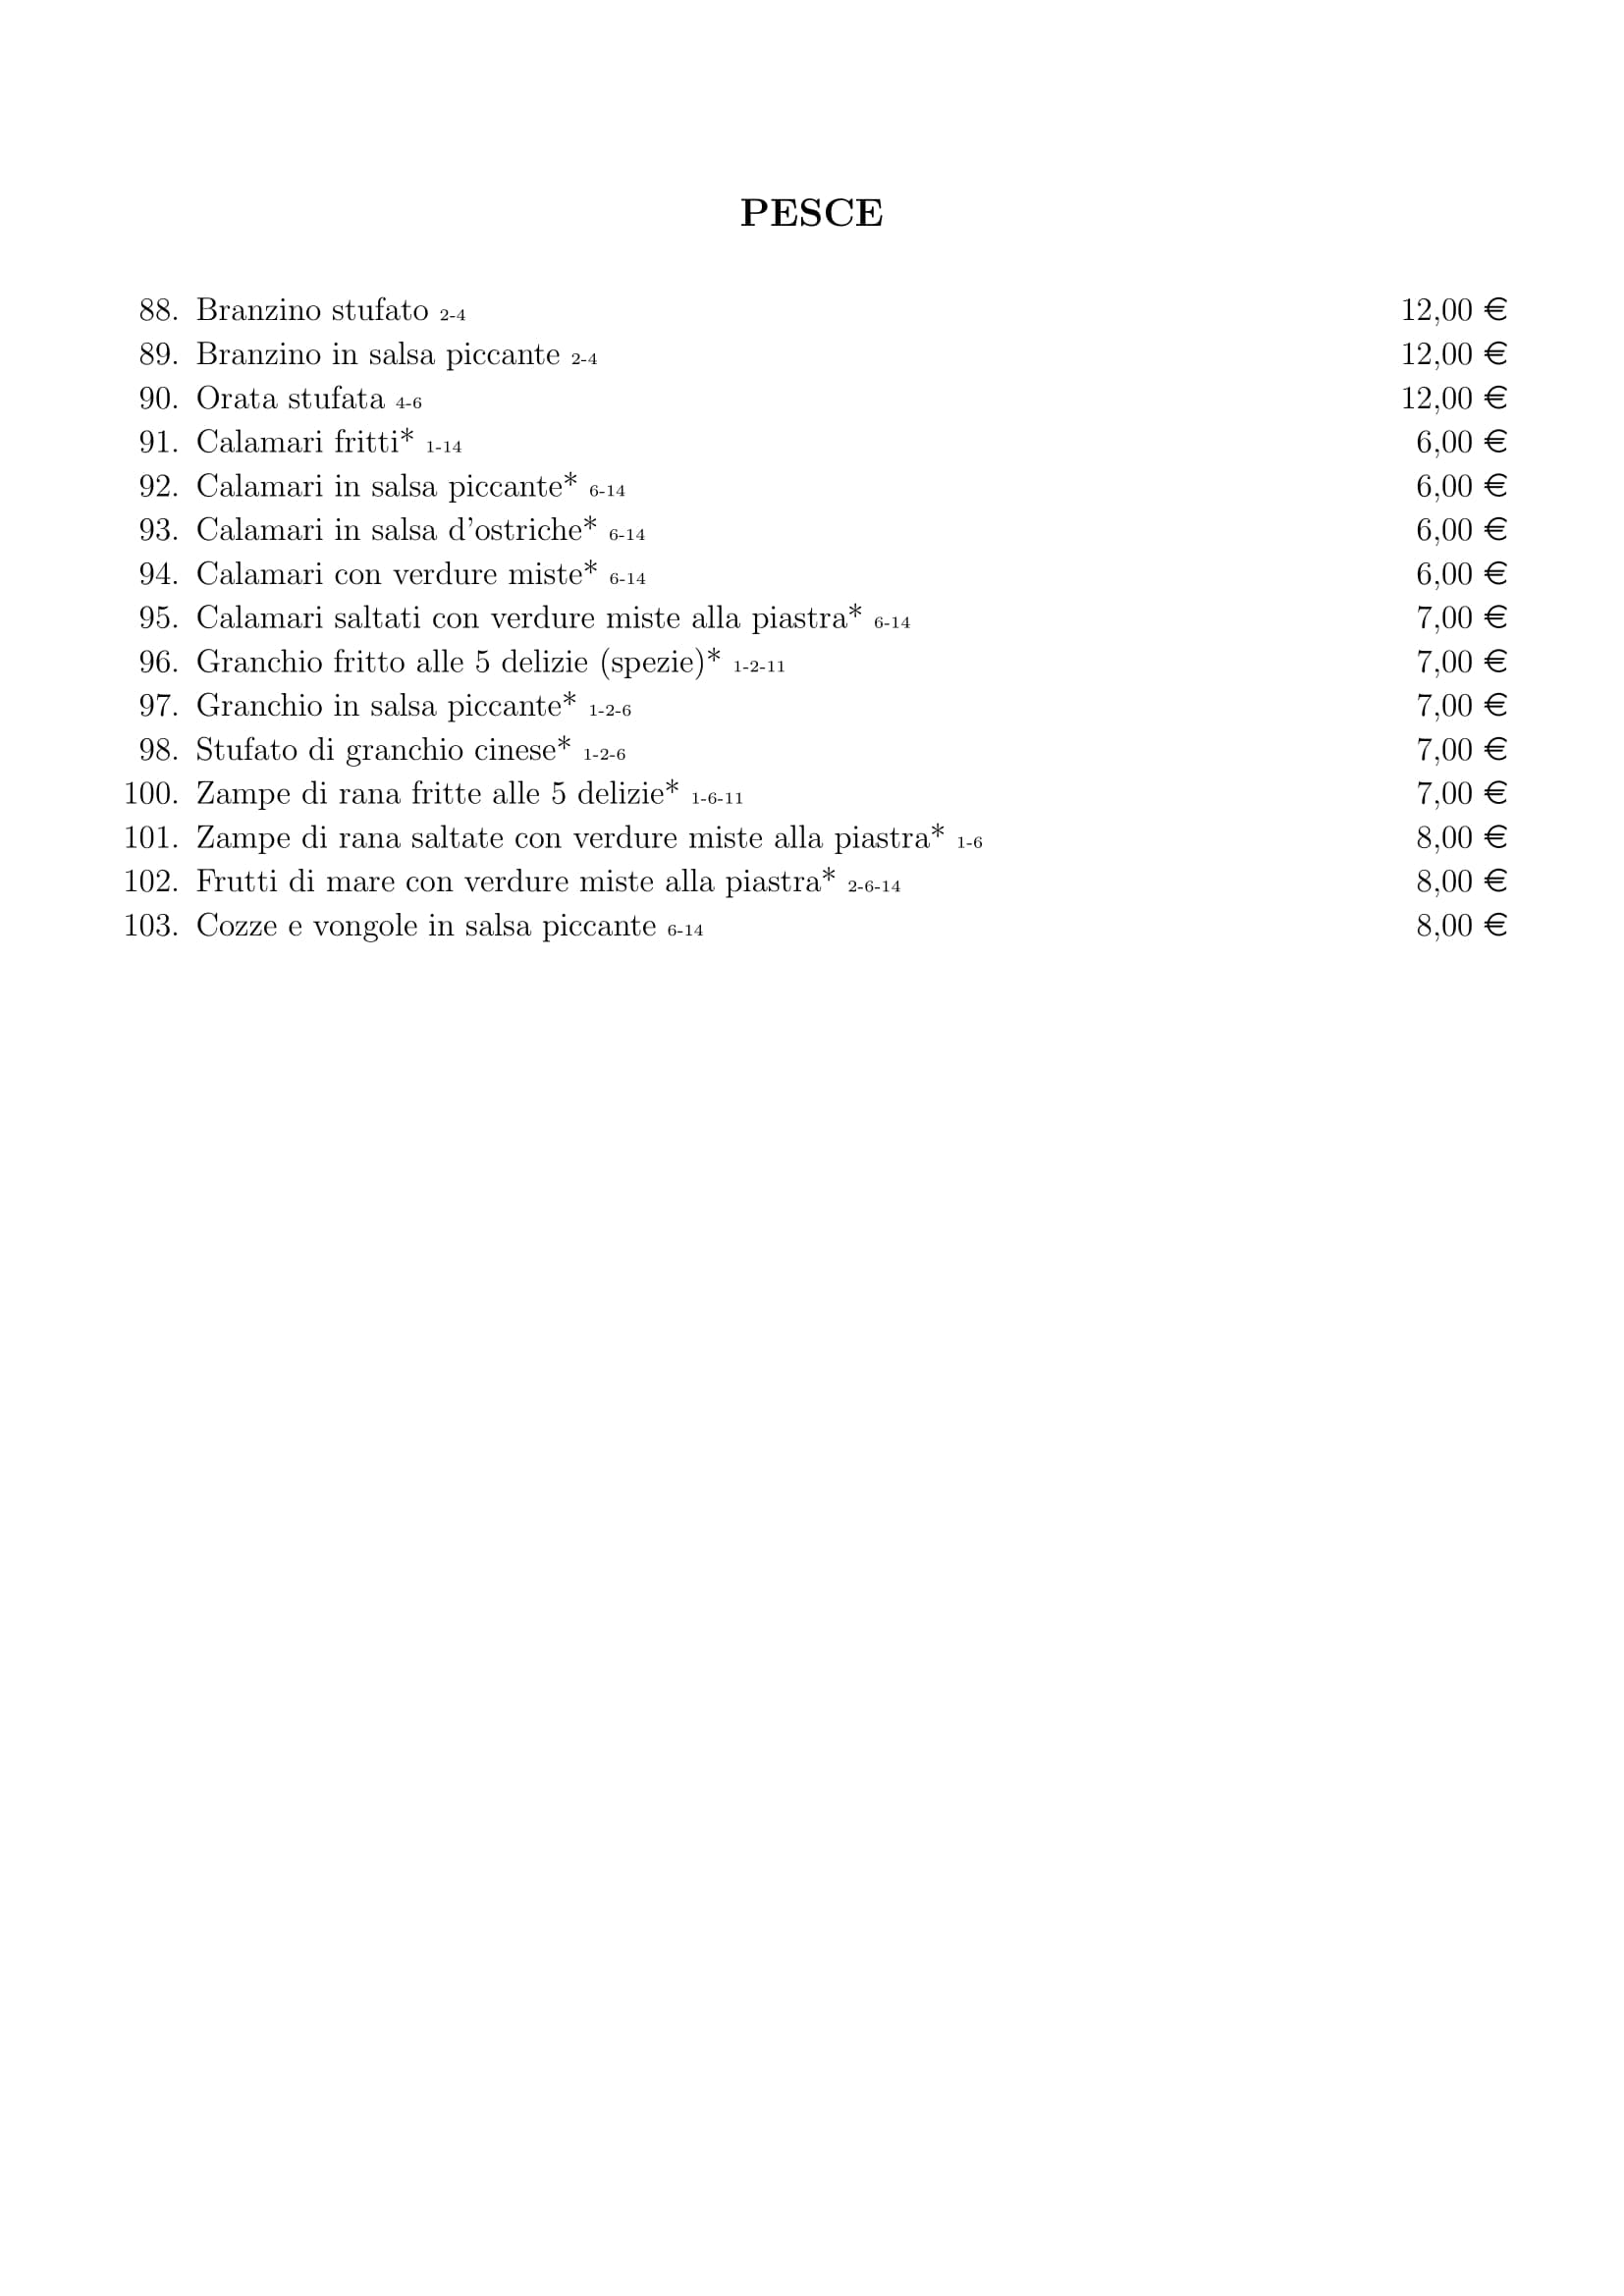 PESCE
88. Branzino stufato 2-4 12,00 €
89. Branzino in salsa piccante 2-4 12,00 €
90. Orata stufata 4-6 12,00 €
91. Calamari fritti* 1-14 6,00 €
92. Calamari in salsa piccante* 6-14 6,00 €
93. Calamari in salsa d'ostriche* 6-14 6,00 €
94. Calamari con verdure miste* 6-14 6,00 €
95. Calamari saltati con verdure miste alla piastra* 6-14 7,00 €
96. Granchio fritto alle 5 delizie (spezie)* 1-2-11 7,00 €
97. Granchio in salsa piccante* 1-2-6 7,00 €
98. Stufato di granchio cinese* 1-2-6 7,00 €
100. Zampe di rana fritte alle 5 delizie* 1-6-11 7,00 €
101. Zampe di rana saltate con verdure miste alla piastra* 1-6 8,00 €
102. Frutti di mare con verdure miste alla piastra* 2-6-14 8,00 €
103. Cozze e vongole in salsa piccante 6-14 8,00 €